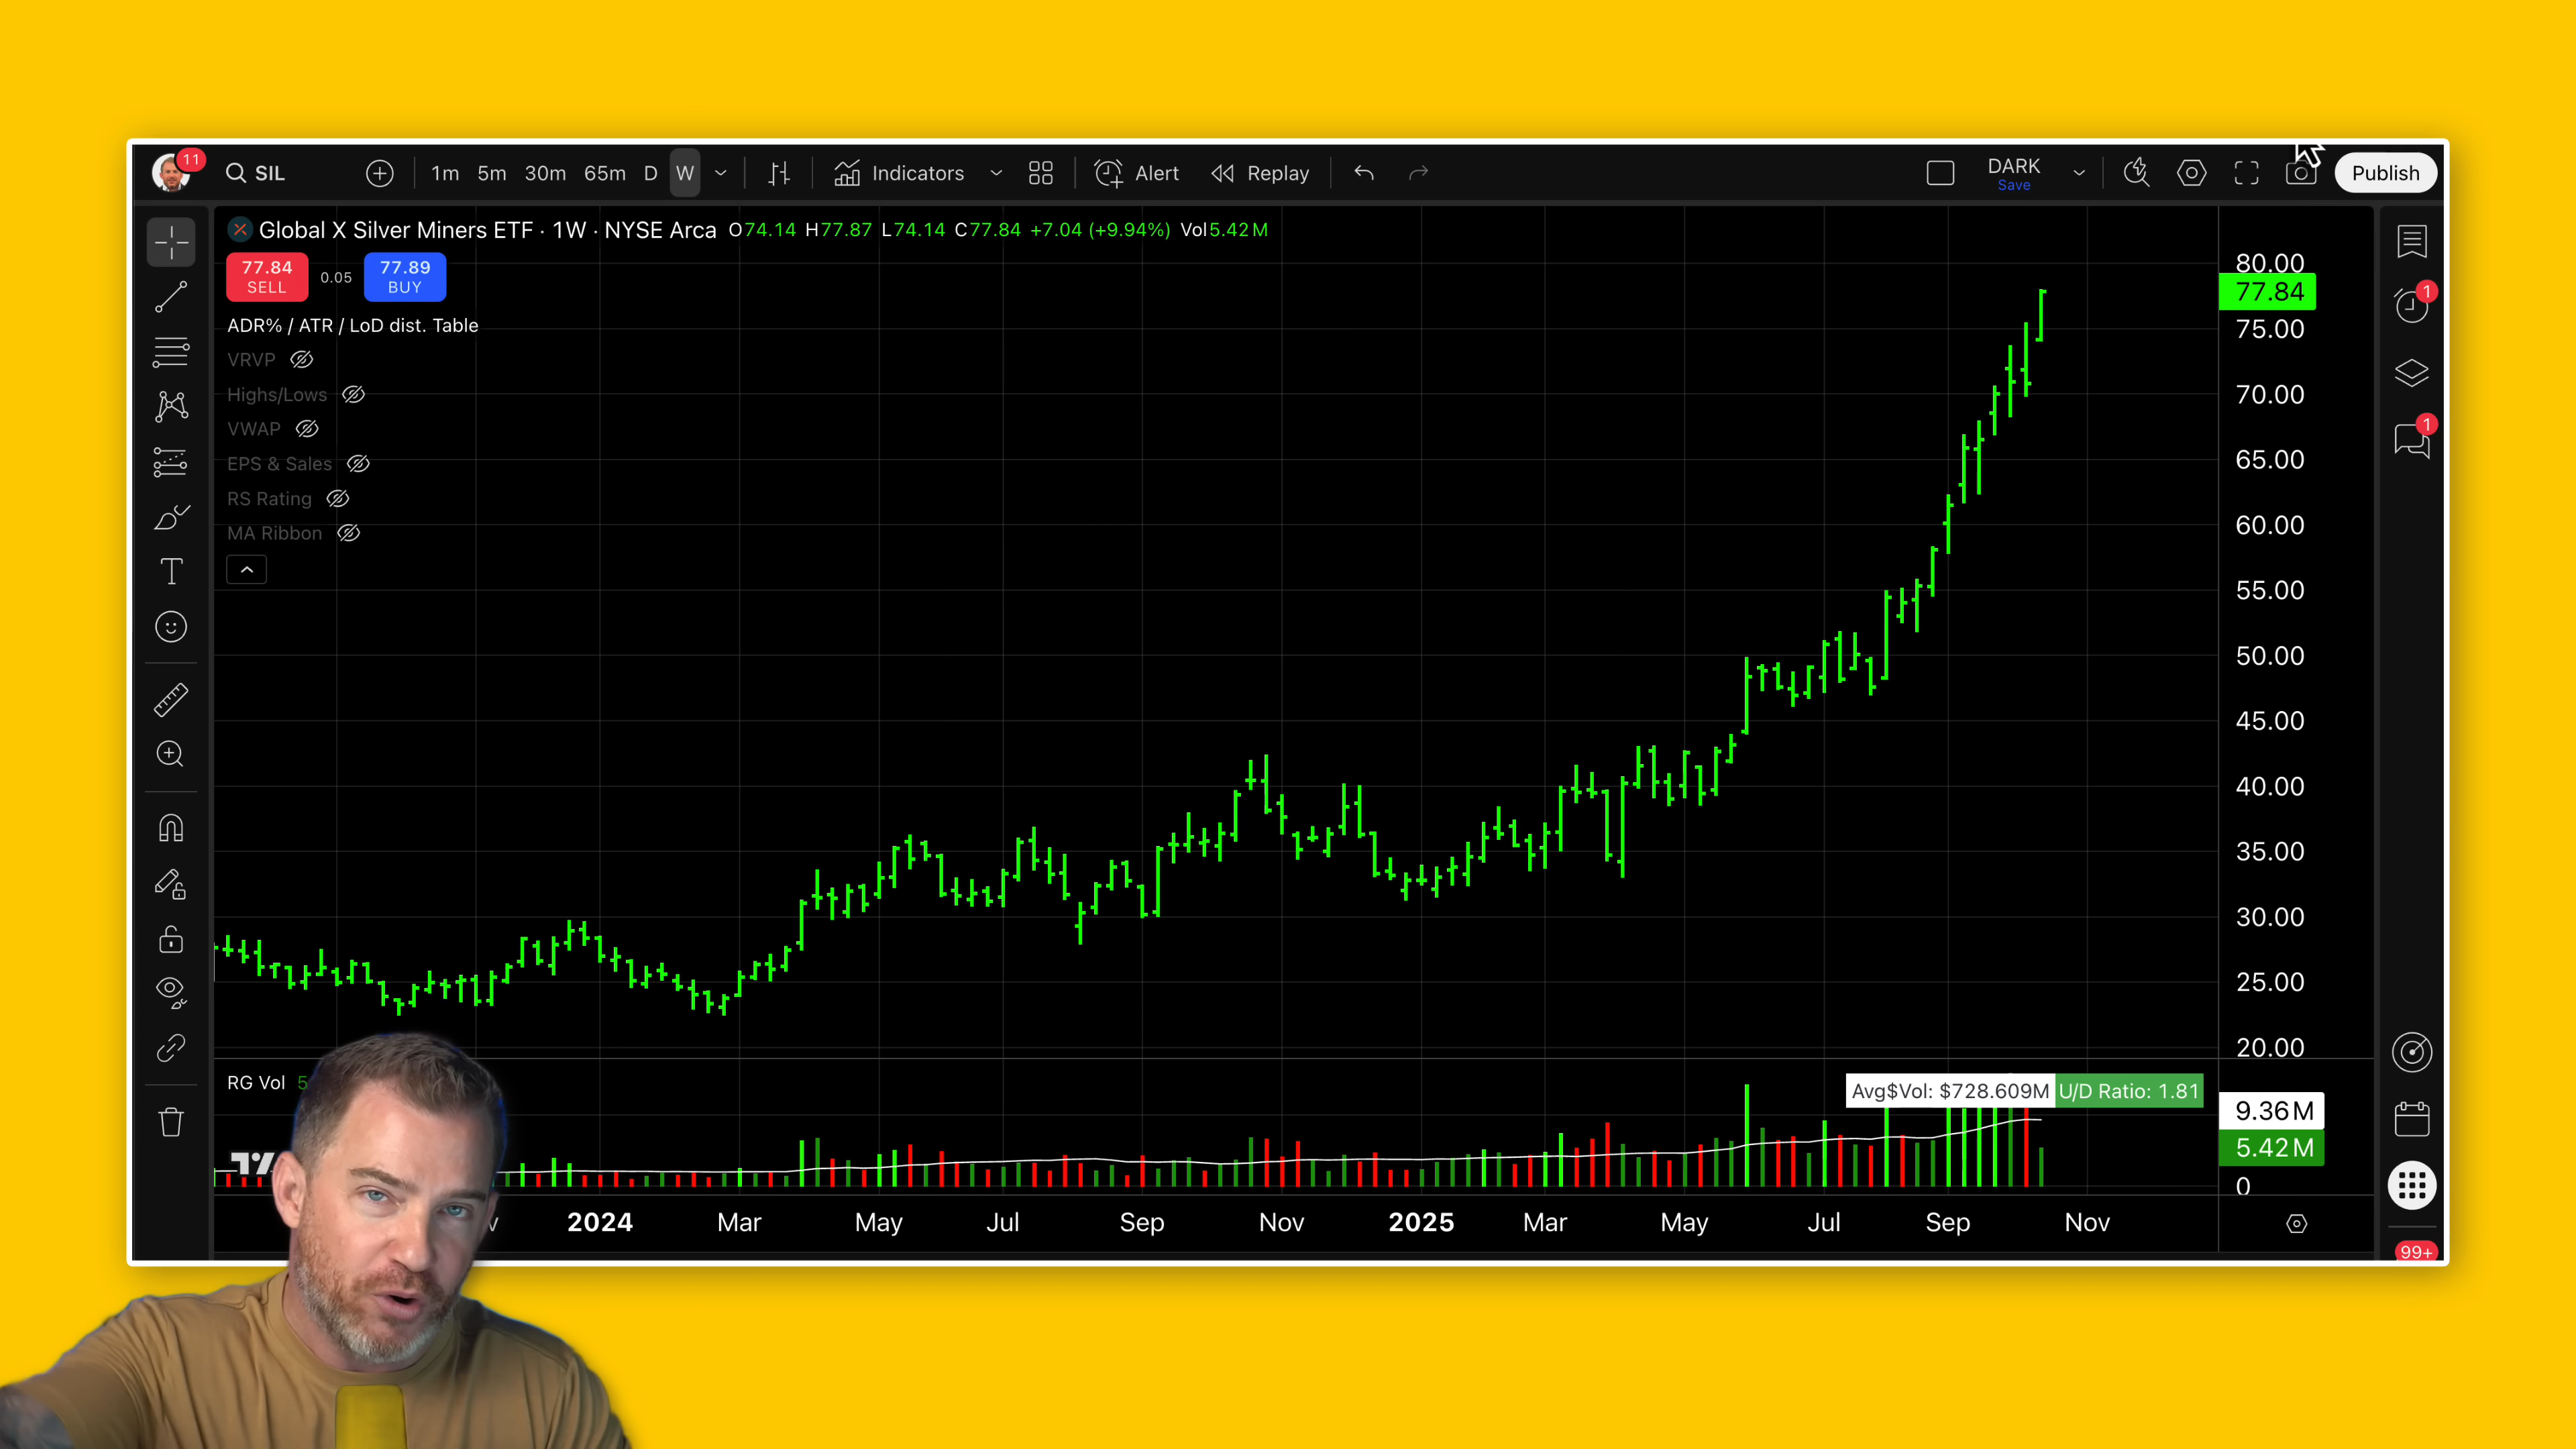 11
SIL
1m 5m 30m 65m D W
Indicators
Alert
Replay
DARK
Save
Publish
Global X Silver Miners ETF · 1W · NYSE Arca O74.14 H77.87 L74.14 C77.84 +7.04 (+9.94%) Vol5.42M
77.84
SELL
0.05
77.89
BUY
ADR% / ATR / LoD dist. Table
VRVP
Highs/Lows
VWAP
EPS & Sales
RS Rating
MA Ribbon
80.00
77.84
75.00
70.00
65.00
60.00
55.00
50.00
45.00
40.00
35.00
30.00
25.00
20.00
1
1
RG Vol 5
Avg$Vol: $728.609M U/D Ratio: 1.81
9.36M
5.42M
0
2024 Mar May Jul Sep Nov 2025 Mar May Jul Sep Nov
99+